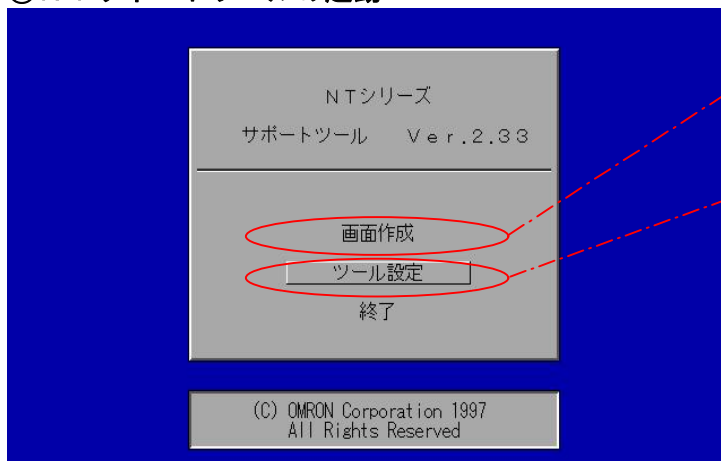 NTシリーズ
サポートツール Ver.2.33
画面作成
ツール設定
終了
(C) OMRON Corporation 1997
All Rights Reserved